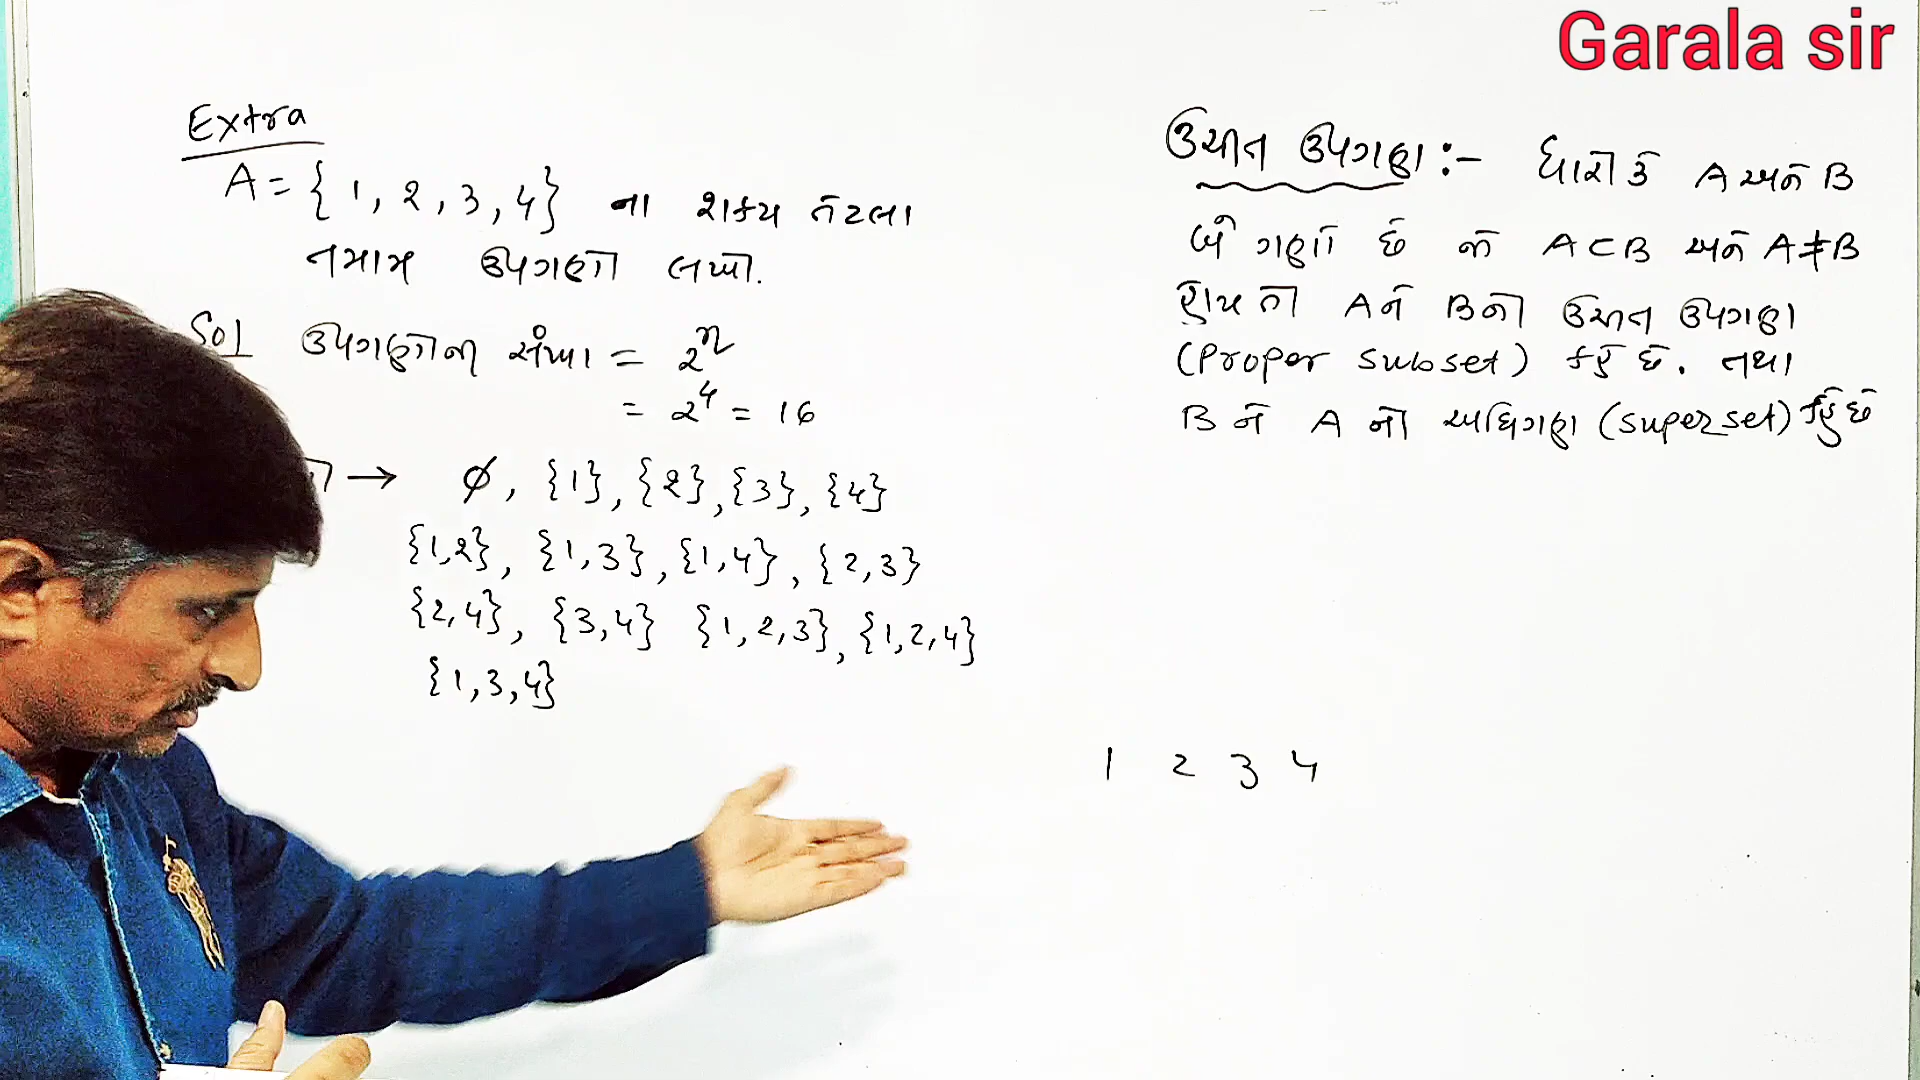 Garala sir
Extra
A = { 1, 2, 3, 4} ના શક્ય તેટલા
તમામ ઉપગણો લખો.
Sol ઉપગણોની સંખ્યા = 2ⁿ
= 2⁴ = 16
→ ∅, {1}, {2}, {3}, {4}
{1,2}, {1,3}, {1,4}, {2,3}
{2,4}, {3,4} {1,2,3}, {1,2,4}
{1,3,4}
ઉચીત ઉપગણ :- ધારો કે A અને B
બે ગણો છે જો A⊂B અને A≠B
હોય તો A ને B નો ઉચીત ઉપગણ
(Proper subset) કહે છે. તથા
B ને A નો અધિગણ (superset) કહે છે
1 2 3 4